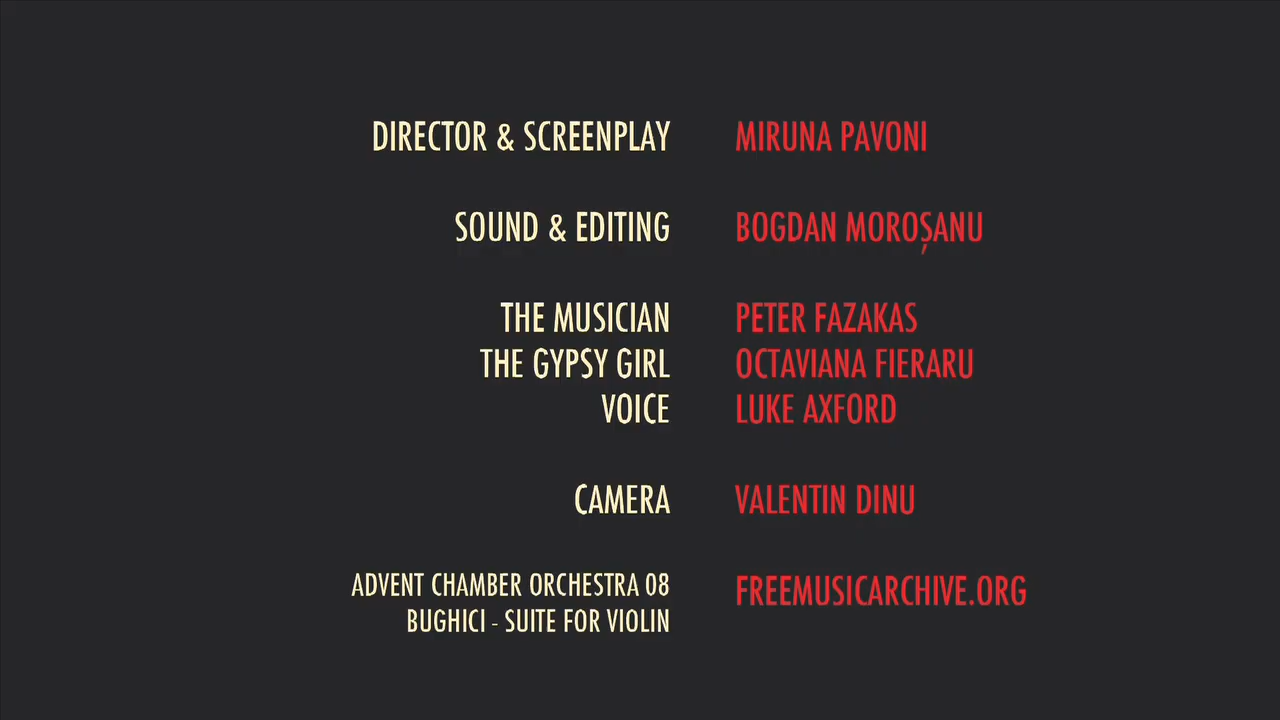 DIRECTOR & SCREENPLAY MIRUNA PAVONI
SOUND & EDITING BOGDAN MOROȘANU
THE MUSICIAN PETER FAZAKAS
THE GYPSY GIRL OCTAVIANA FIERARU
VOICE LUKE AXFORD
CAMERA VALENTIN DINU
ADVENT CHAMBER ORCHESTRA 08 FREEMUSICARCHIVE.ORG
BUGHICI - SUITE FOR VIOLIN